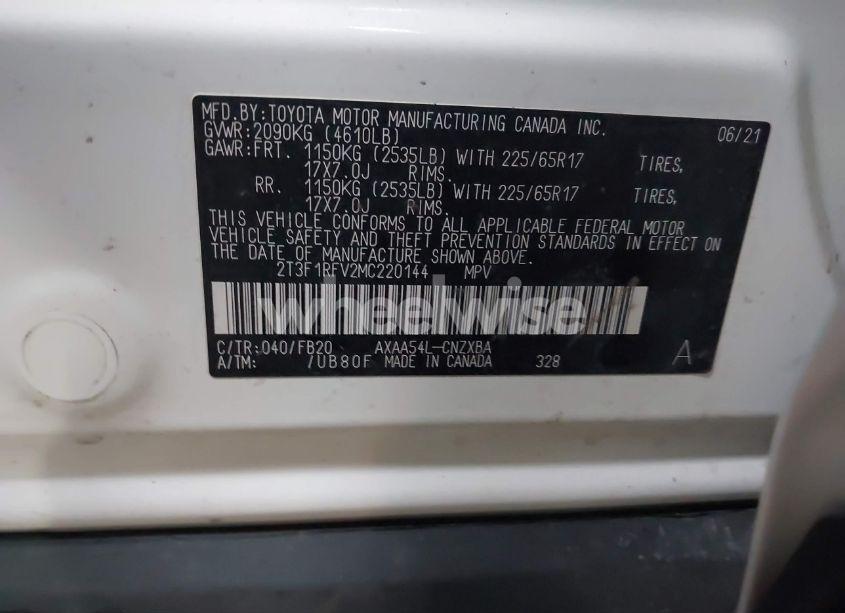 MFD.BY:TOYOTA MOTOR MANUFACTURING CANADA INC. 06/21
GVWR:2090KG (4610LB)
GAWR:FRT. 1150KG (2535LB) WITH 225/65R17 TIRES,
17X7.0J RIMS.
RR. 1150KG (2535LB) WITH 225/65R17 TIRES,
17X7.0J RIMS.
THIS VEHICLE CONFORMS TO ALL APPLICABLE FEDERAL MOTOR
VEHICLE SAFETY AND THEFT PREVENTION STANDARDS IN EFFECT ON
THE DATE OF MANUFACTURE SHOWN ABOVE.
2T3F1RFV2MC220144 MPV
wheelwise
C/TR:040/FB20 AXAA54L-CNZXBA
A/TM: /UB80F MADE IN CANADA 328 A